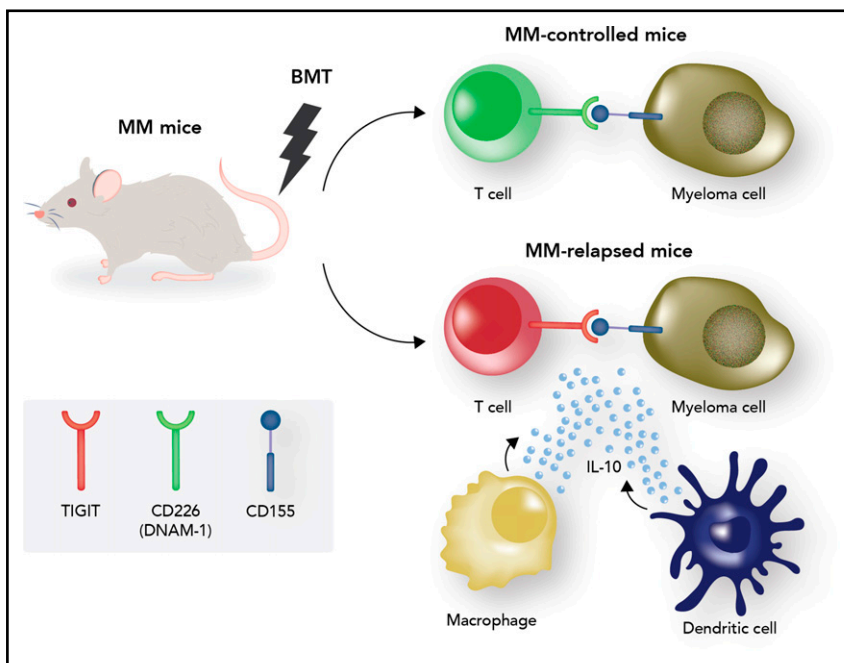 MM mice
BMT
MM-controlled mice
T cell
Myeloma cell
MM-relapsed mice
T cell
Myeloma cell
IL-10
Macrophage
Dendritic cell
TIGIT
CD226
(DNAM-1)
CD155